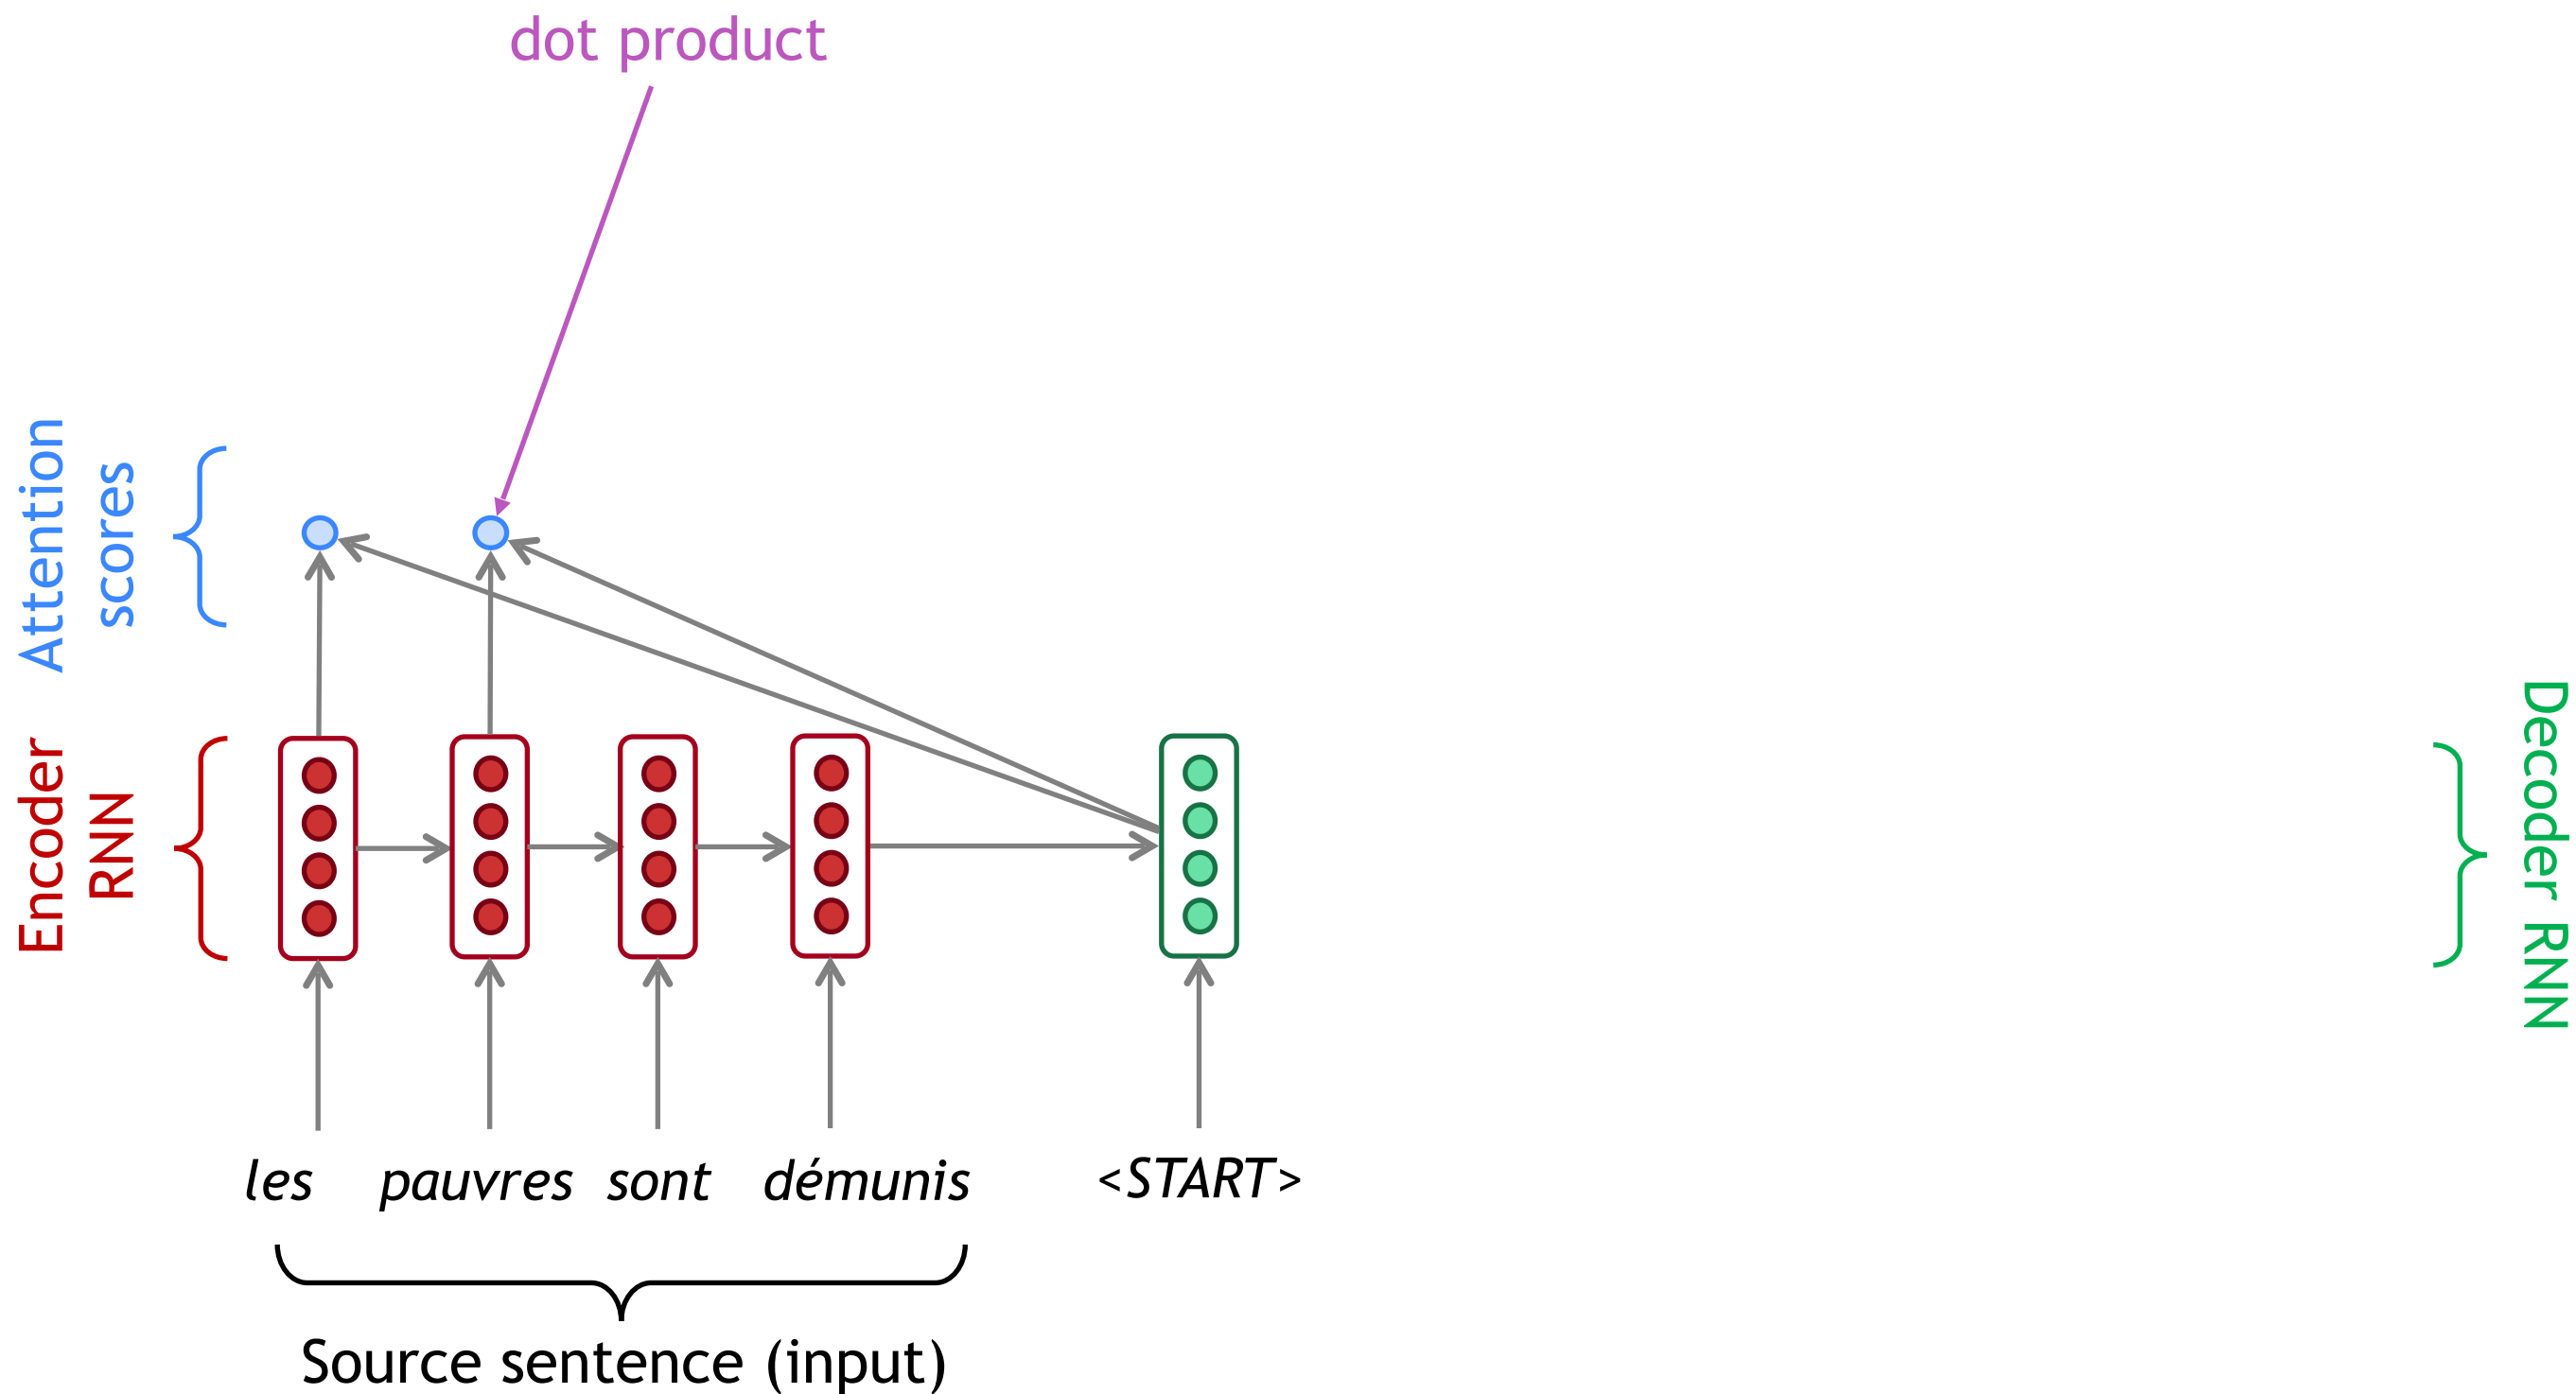 dot product
Attention
scores
Encoder
RNN
Decoder RNN
les pauvres sont démunis <START>
Source sentence (input)